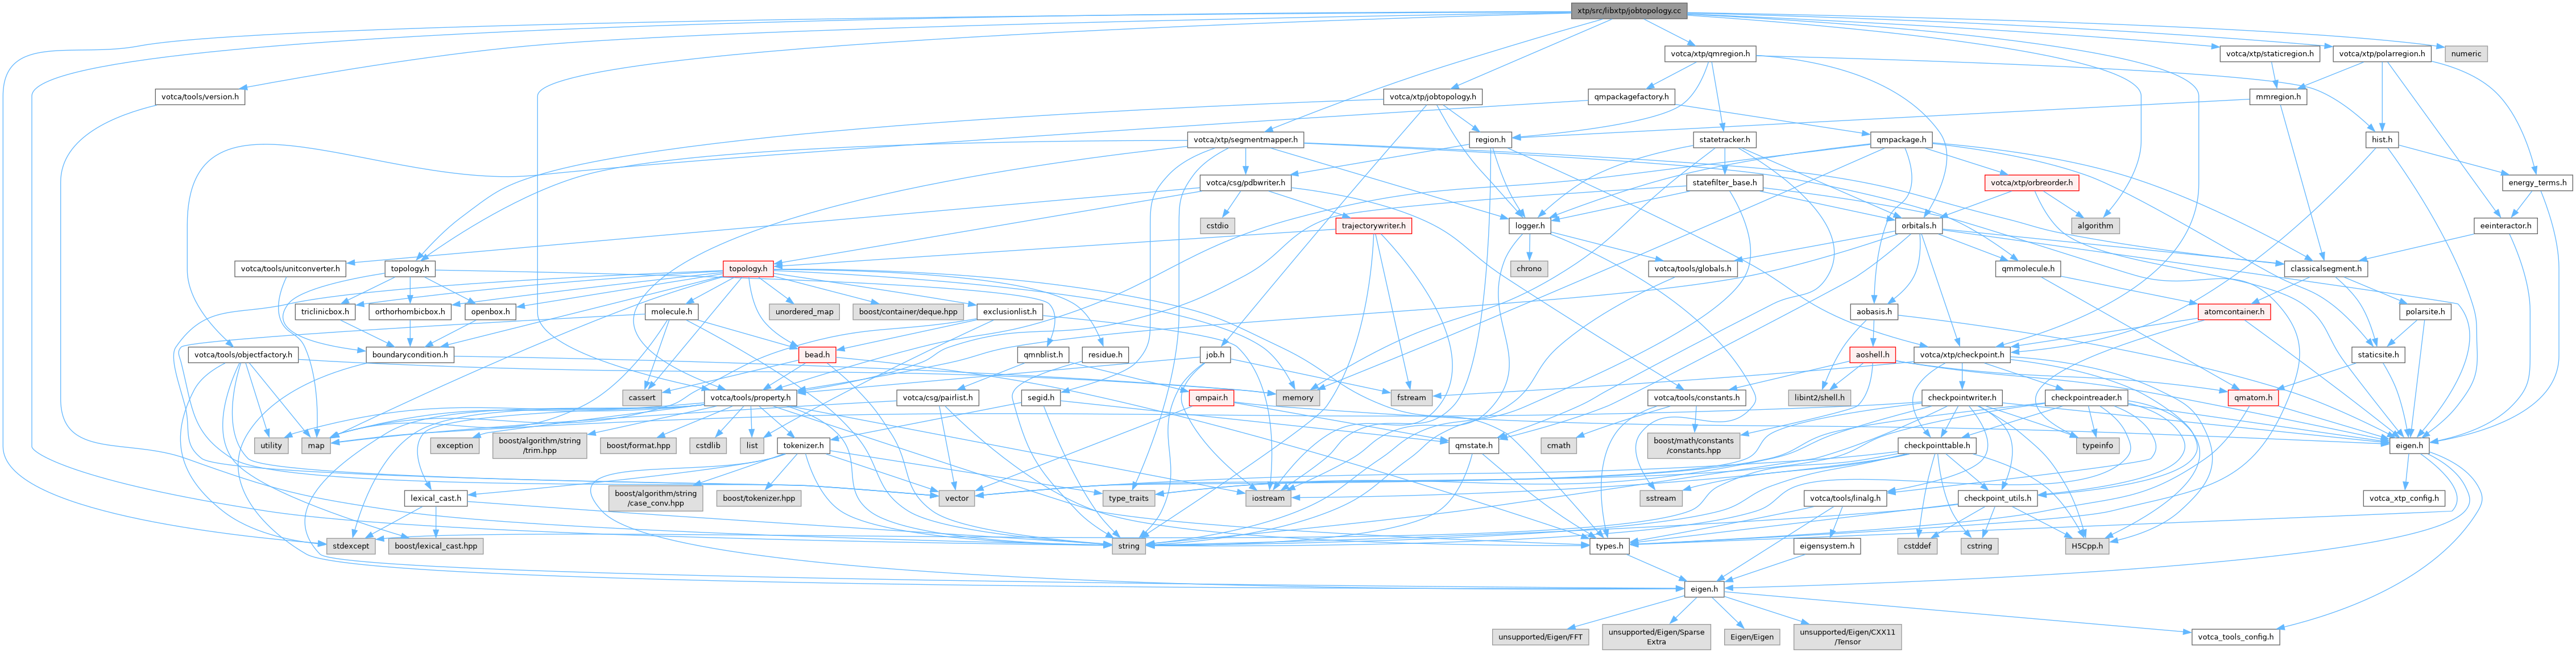 xtp/src/libxtp/jobtopology.cc
votca/xtp/qmregion.h
votca/xtp/staticregion.h
votca/xtp/polarregion.h
numeric
votca/tools/version.h
votca/xtp/jobtopology.h
qmpackagefactory.h
mmregion.h
votca/xtp/segmentmapper.h
region.h
statetracker.h
qmpackage.h
hist.h
votca/csg/pdbwriter.h
statefilter_base.h
votca/xtp/orbreorder.h
energy_terms.h
cstdio
trajectorywriter.h
logger.h
orbitals.h
algorithm
eeinteractor.h
votca/tools/unitconverter.h
topology.h
topology.h
chrono
votca/tools/globals.h
qmmolecule.h
classicalsegment.h
triclinicbox.h
orthorhombicbox.h
openbox.h
molecule.h
unordered_map
boost/container/deque.hpp
exclusionlist.h
aobasis.h
atomcontainer.h
polarsite.h
votca/tools/objectfactory.h
boundarycondition.h
bead.h
qmnblist.h
residue.h
job.h
aoshell.h
votca/xtp/checkpoint.h
staticsite.h
cassert
votca/tools/property.h
votca/csg/pairlist.h
segid.h
qmpair.h
memory
fstream
votca/tools/constants.h
libint2/shell.h
checkpointwriter.h
checkpointreader.h
qmatom.h
utility
map
exception
boost/algorithm/string
/trim.hpp
boost/format.hpp
cstdlib
list
tokenizer.h
qmstate.h
cmath
boost/math/constants
/constants.hpp
checkpointtable.h
typeinfo
eigen.h
lexical_cast.h
boost/algorithm/string
/case_conv.hpp
boost/tokenizer.hpp
vector
type_traits
iostream
sstream
votca/tools/linalg.h
checkpoint_utils.h
votca_xtp_config.h
stdexcept
boost/lexical_cast.hpp
string
types.h
eigensystem.h
cstddef
cstring
H5Cpp.h
eigen.h
unsupported/Eigen/FFT
unsupported/Eigen/Sparse
Extra
Eigen/Eigen
unsupported/Eigen/CXX11
/Tensor
votca_tools_config.h